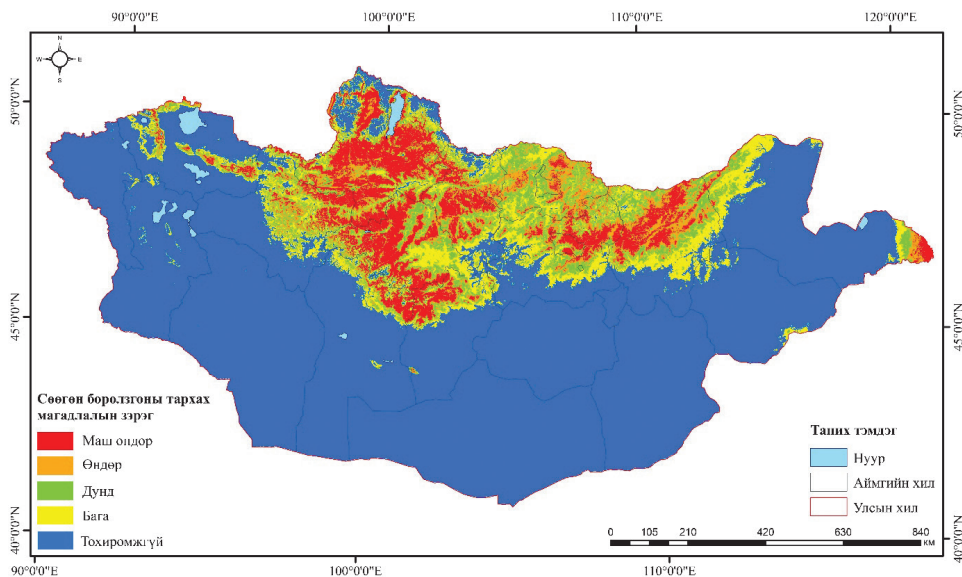 90°0'0"E 100°0'0"E 110°0'0"E 120°0'0"E
N
W E
S
50°0'0"N 50°0'0"N
45°0'0"N 45°0'0"N
40°0'0"N 40°0'0"N
Сөөгөн боролзгоны тархах
магадлалын зэрэг
Маш өндөр
Өндөр
Дунд
Бага
Тохиромжгүй
Таних тэмдэг
Нуур
Аймгийн хил
Улсын хил
0 105 210 420 630 840
КМ
90°0'0"E 100°0'0"E 110°0'0"E